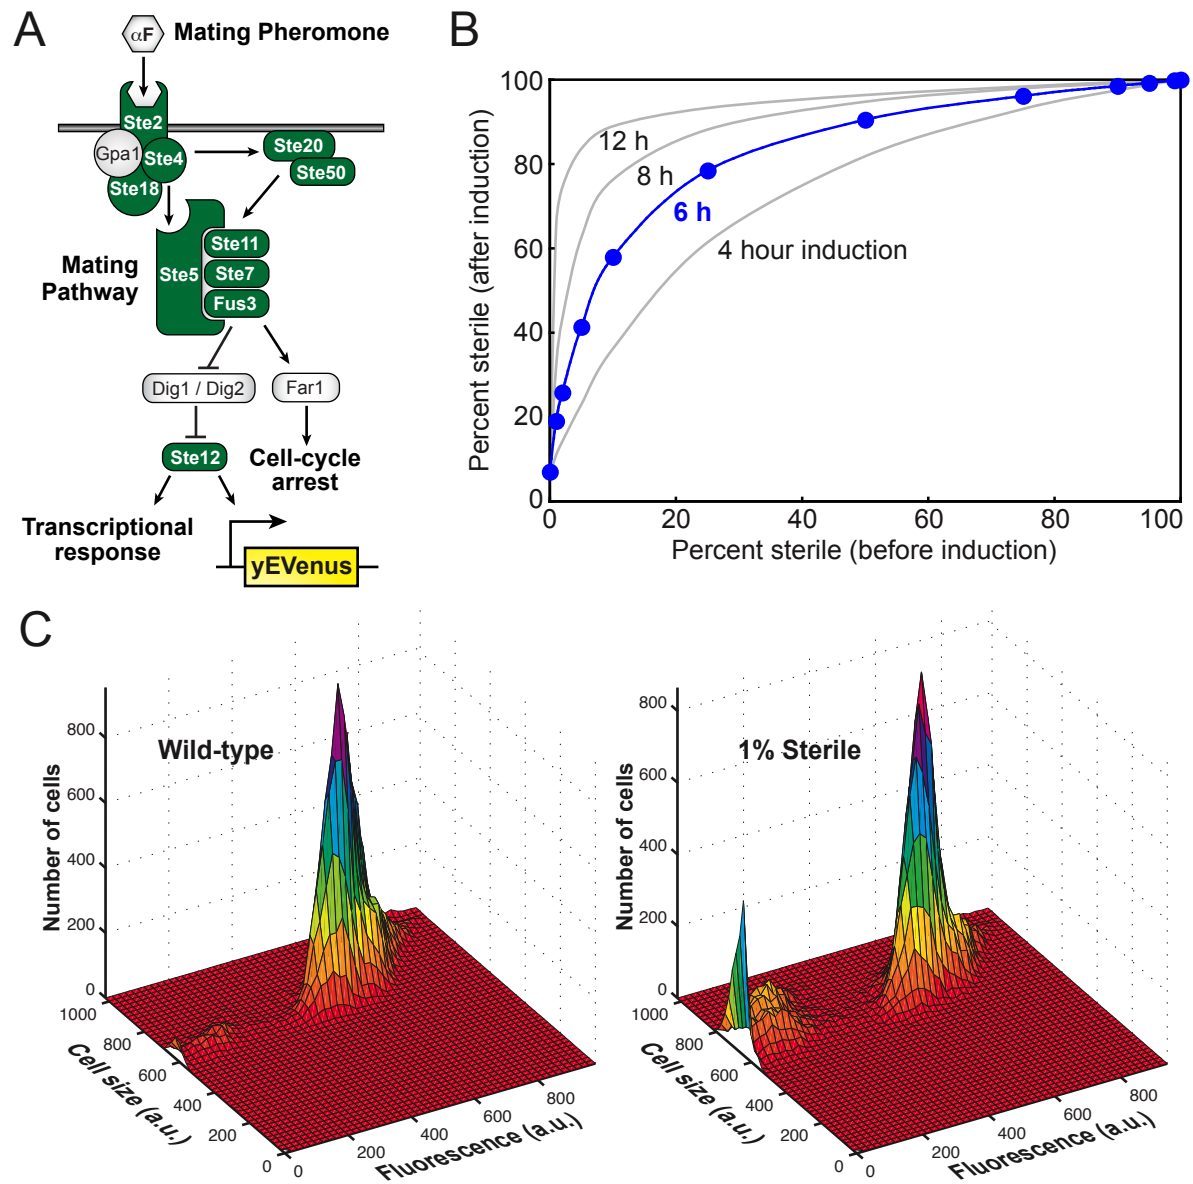 A
αF
Mating Pheromone
Ste2
Gpa1
Ste4
Ste18
Ste20
Ste50
Mating
Pathway
Ste5
Ste11
Ste7
Fus3
Dig1 / Dig2
Far1
Ste12
Cell-cycle
arrest
Transcriptional
response
yEVenus
B
Percent sterile (after induction)
100
80
60
40
20
0
12 h
8 h
6 h
4 hour induction
0
20
40
60
80
100
Percent sterile (before induction)
C
Wild-type
Number of cells
800
600
400
200
0
1000
800
600
400
200
0
Cell size (a.u.)
0
200
400
600
800
Fluorescence (a.u.)
1% Sterile
Number of cells
800
600
400
200
0
1000
800
600
400
200
0
Cell size (a.u.)
0
200
400
600
800
Fluorescence (a.u.)